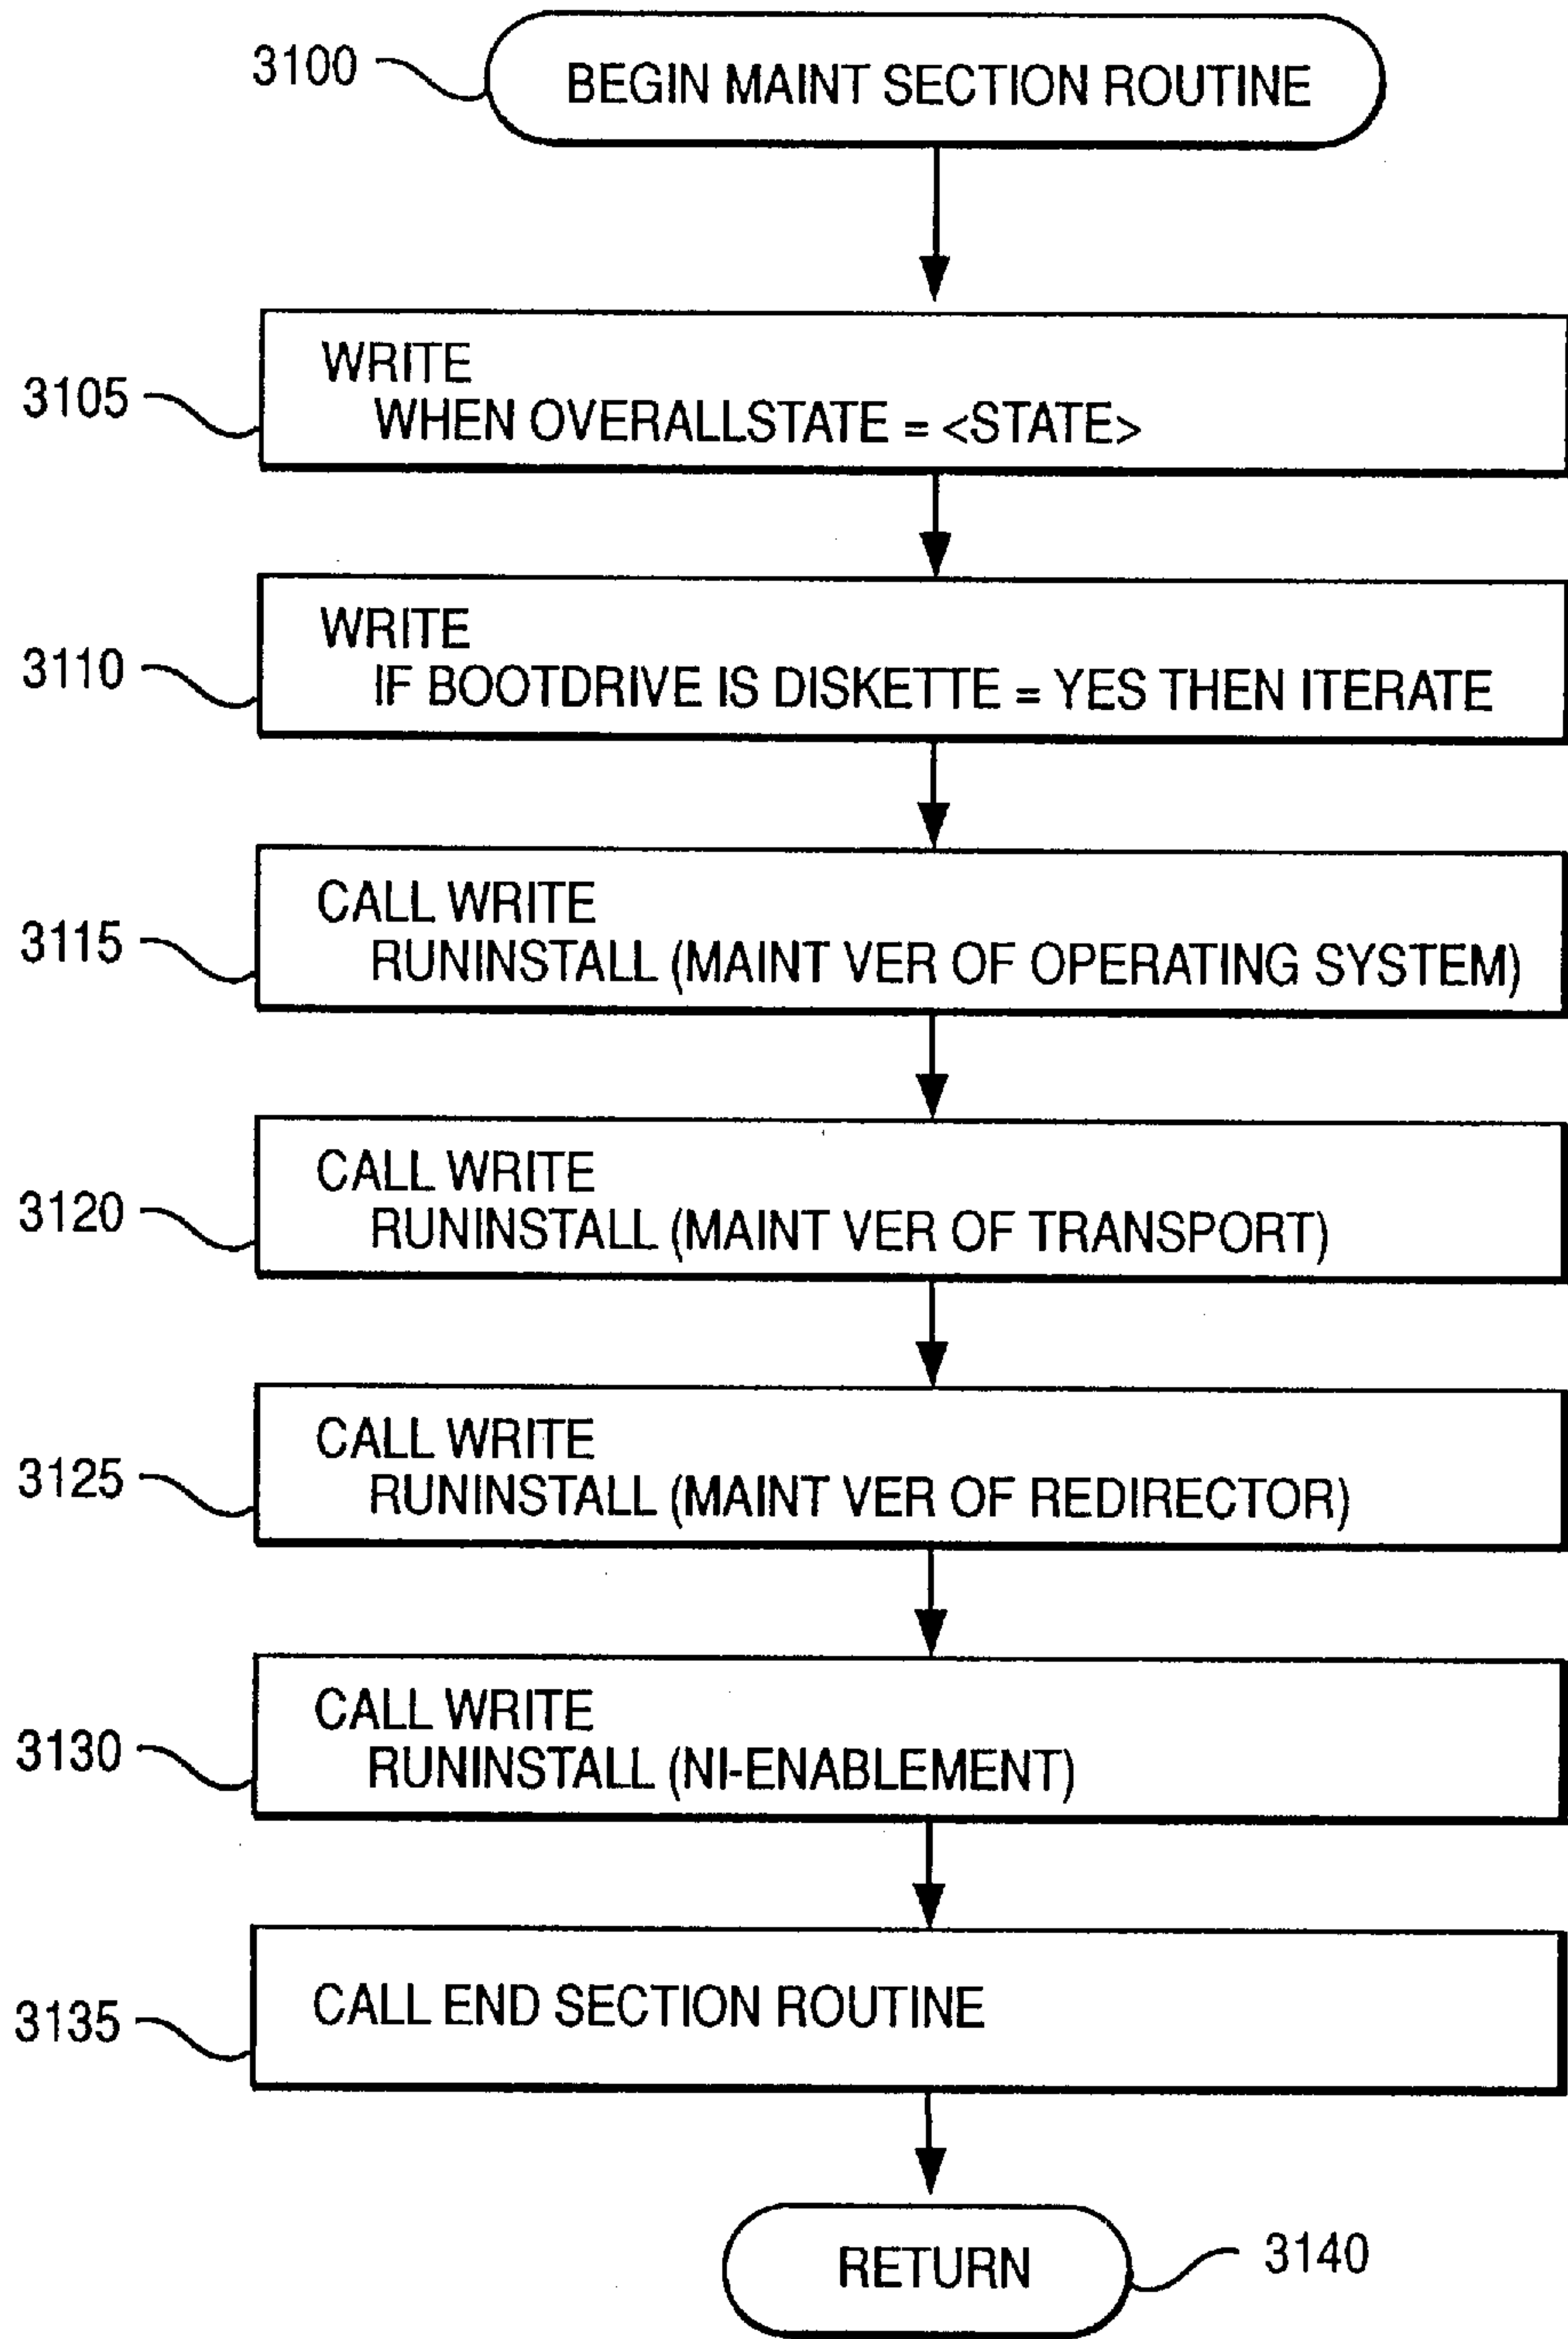 3100
BEGIN MAINT SECTION ROUTINE
3105
WRITE
WHEN OVERALLSTATE = <STATE>
3110
WRITE
IF BOOTDRIVE IS DISKETTE = YES THEN ITERATE
3115
CALL WRITE
RUNINSTALL (MAINT VER OF OPERATING SYSTEM)
3120
CALL WRITE
RUNINSTALL (MAINT VER OF TRANSPORT)
3125
CALL WRITE
RUNINSTALL (MAINT VER OF REDIRECTOR)
3130
CALL WRITE
RUNINSTALL (NI-ENABLEMENT)
3135
CALL END SECTION ROUTINE
RETURN
3140